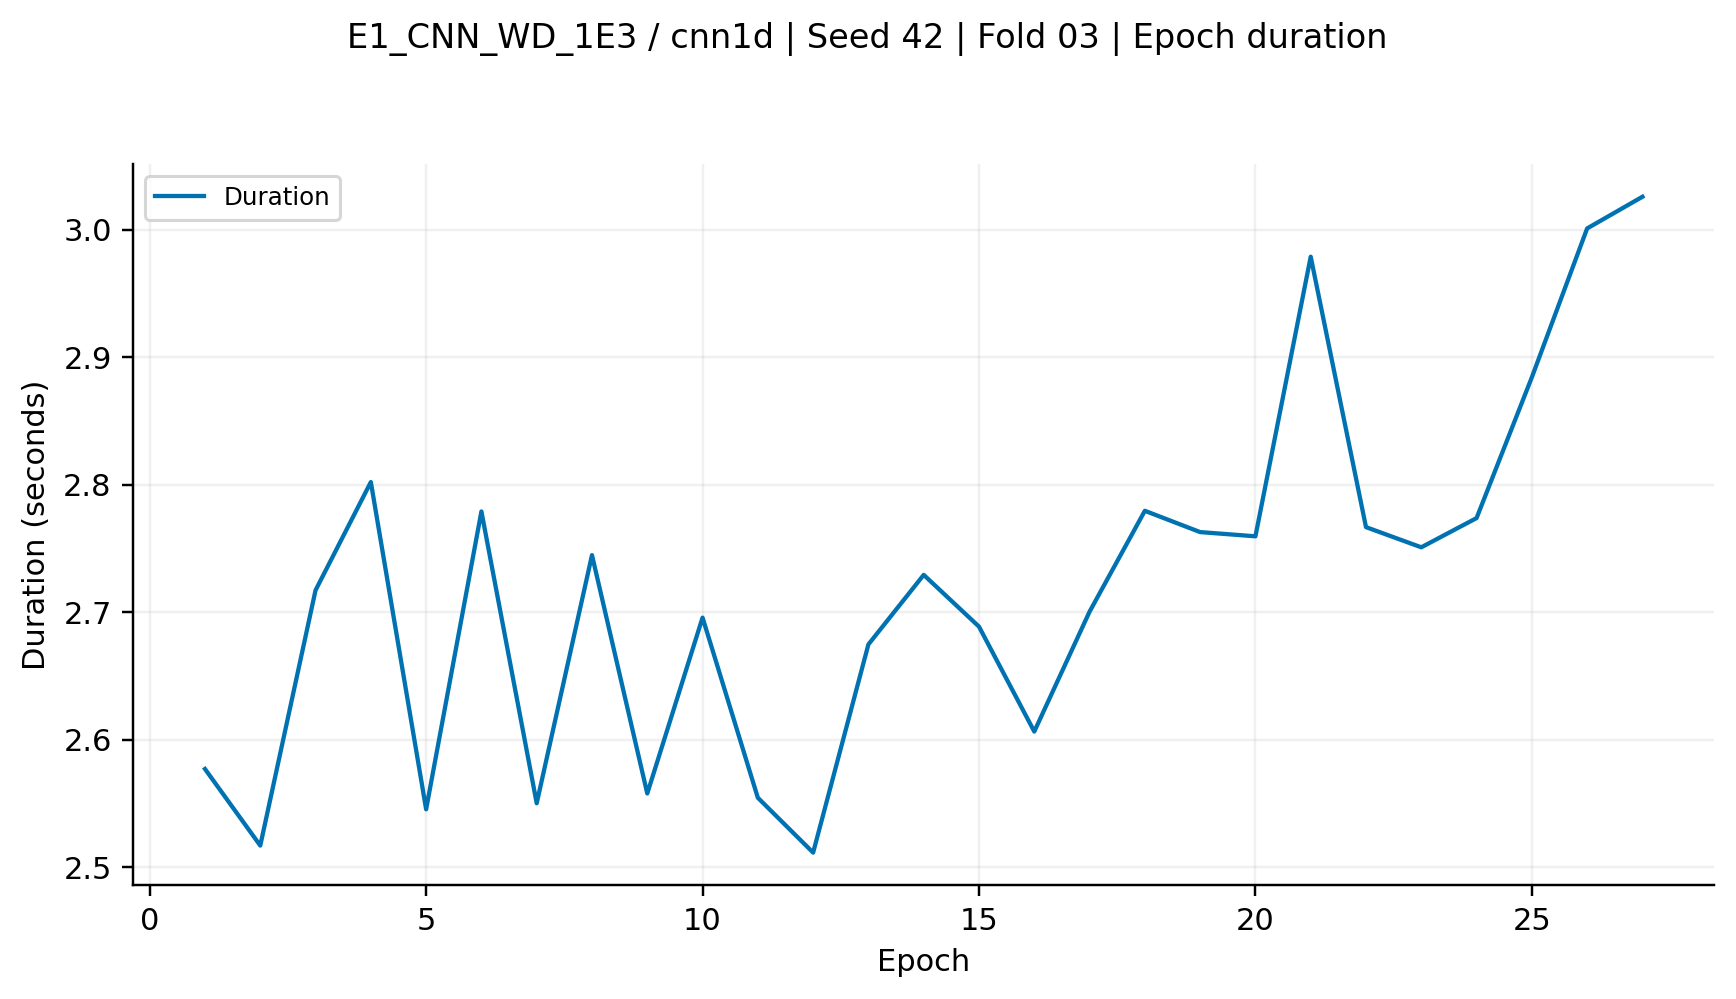 E1_CNN_WD_1E3 / cnn1d | Seed 42 | Fold 03 | Epoch duration
Duration
3.0
2.9
2.8
2.7
2.6
2.5
Duration (seconds)
0 5 10 15 20 25
Epoch